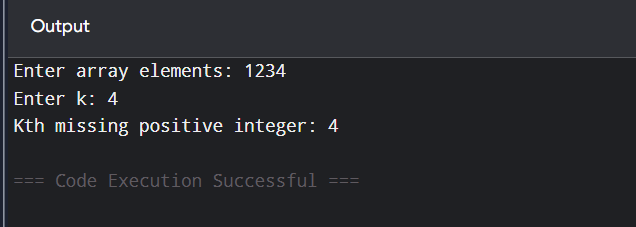 Output
Enter array elements: 1234
Enter k: 4
Kth missing positive integer: 4
=== Code Execution Successful ===